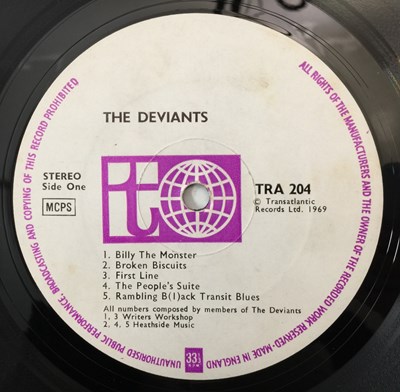 THE DEVIANTS
STEREO
Side One
MCPS
it
TRA 204
© Transatlantic
Records Ltd. 1969
1. Billy The Monster
2. Broken Biscuits
3. First Line
4. The People's Suite
5. Rambling B(l)ack Transit Blues
All numbers composed by members of The Deviants
1, 3 Writers Workshop
2, 4, 5 Heathside Music
33⅓
R.P.M
ALL RIGHTS OF THE MANUFACTURERS AND THE OWNER OF THE RECORDED WORK RESERVED-MADE IN ENGLAND
UNAUTHORISED PUBLIC PERFORMANCE, BROADCASTING AND COPYING OF THIS RECORD PROHIBITED